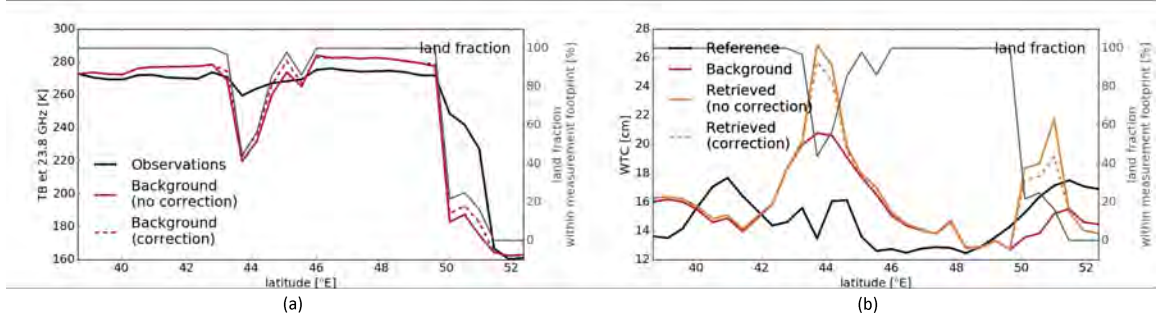 300
280
260
240
220
200
180
160
TB et 23.8 GHz [K]
land fraction
Observations
Background
(no correction)
Background
(correction)
40
42
44
46
48
50
52
latitude [°E]
100
80
60
40
20
0
land fraction
within measurement footprint [%]
(a)
28
26
24
22
20
18
16
14
12
WTC [cm]
land fraction
Reference
Background
Retrieved
(no correction)
Retrieved
(correction)
40
42
44
46
48
50
52
latitude [°E]
100
80
60
40
20
0
land fraction
within measurement footprint [%]
(b)